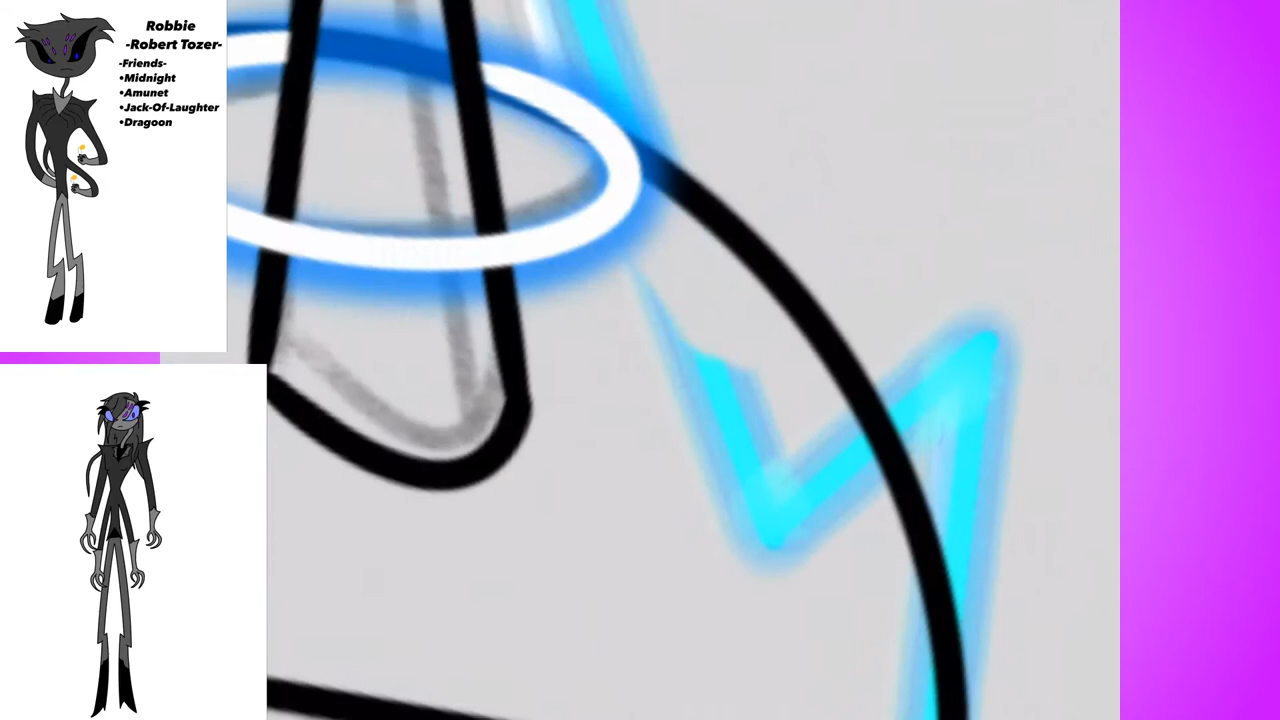 Robbie
-Robert Tozer-
-Friends-
•Midnight
•Amunet
•Jack-Of-Laughter
•Dragoon